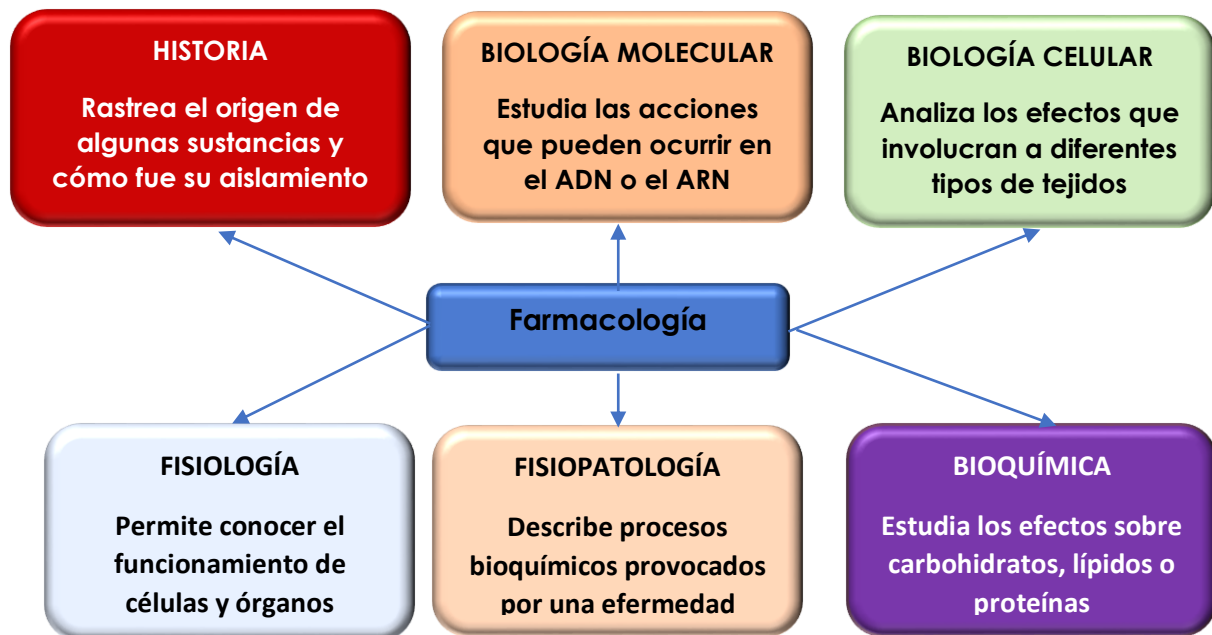 HISTORIA
Rastrea el origen de
algunas sustancias y
cómo fue su aislamiento
BIOLOGÍA MOLECULAR
Estudia las acciones
que pueden ocurrir en
el ADN o el ARN
BIOLOGÍA CELULAR
Analiza los efectos que
involucran a diferentes
tipos de tejidos
Farmacología
FISIOLOGÍA
Permite conocer el
funcionamiento de
células y órganos
FISIOPATOLOGÍA
Describe procesos
bioquímicos provocados
por una efermedad
BIOQUÍMICA
Estudia los efectos sobre
carbohidratos, lípidos o
proteínas